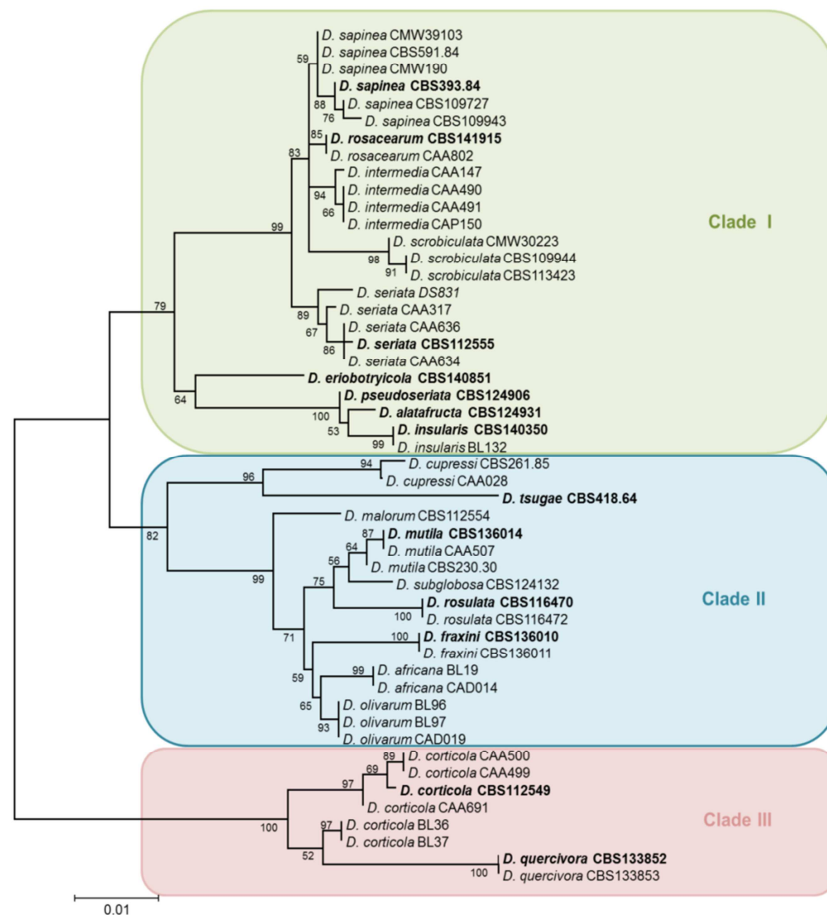 D. sapinea CMW39103
D. sapinea CBS591.84
59
D. sapinea CMW190
D. sapinea CBS393.84
88
D. sapinea CBS109727
76
D. sapinea CBS109943
85
D. rosacearum CBS141915
83
D. rosacearum CAA802
D. intermedia CAA147
94
D. intermedia CAA490
66
D. intermedia CAA491
D. intermedia CAP150
Clade I
99
D. scrobiculata CMW30223
98
D. scrobiculata CBS109944
91
D. scrobiculata CBS113423
D. seriata DS831
79
89
D. seriata CAA317
67
D. seriata CAA636
86
D. seriata CBS112555
D. seriata CAA634
D. eriobotryicola CBS140851
64
D. pseudoseriata CBS124906
100
D. alatafructa CBS124931
53
D. insularis CBS140350
99
D. insularis BL132
94
D. cupressi CBS261.85
96
D. cupressi CAA028
D. tsugae CBS418.64
82
D. malorum CBS112554
87
D. mutila CBS136014
64
D. mutila CAA507
56
D. mutila CBS230.30
99
75
D. subglobosa CBS124132
D. rosulata CBS116470
100
D. rosulata CBS116472
Clade II
71
100
D. fraxini CBS136010
D. fraxini CBS136011
59
99
D. africana BL19
D. africana CAD014
65
D. olivarum BL96
93
D. olivarum BL97
D. olivarum CAD019
89
D. corticola CAA500
69
D. corticola CAA499
97
D. corticola CBS112549
D. corticola CAA691
Clade III
100
97
D. corticola BL36
D. corticola BL37
52
D. quercivora CBS133852
100
D. quercivora CBS133853
0.01